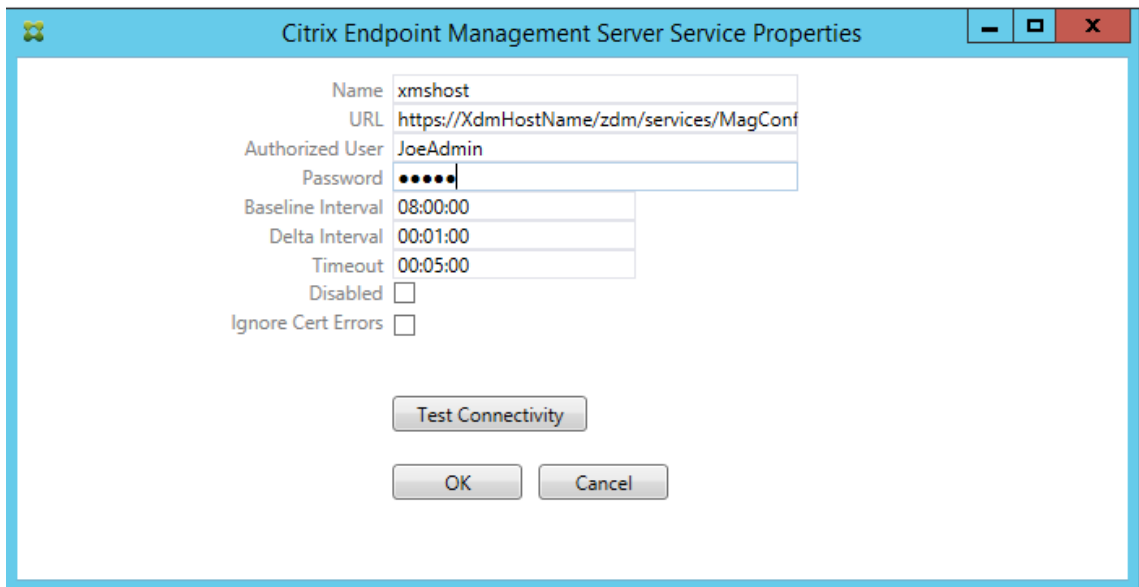 Citrix Endpoint Management Server Service Properties
Name xmshost
URL https://XdmHostName/zdm/services/MagConf
Authorized User JoeAdmin
Password •••••
Baseline Interval 08:00:00
Delta Interval 00:01:00
Timeout 00:05:00
Disabled
Ignore Cert Errors
Test Connectivity
OK Cancel